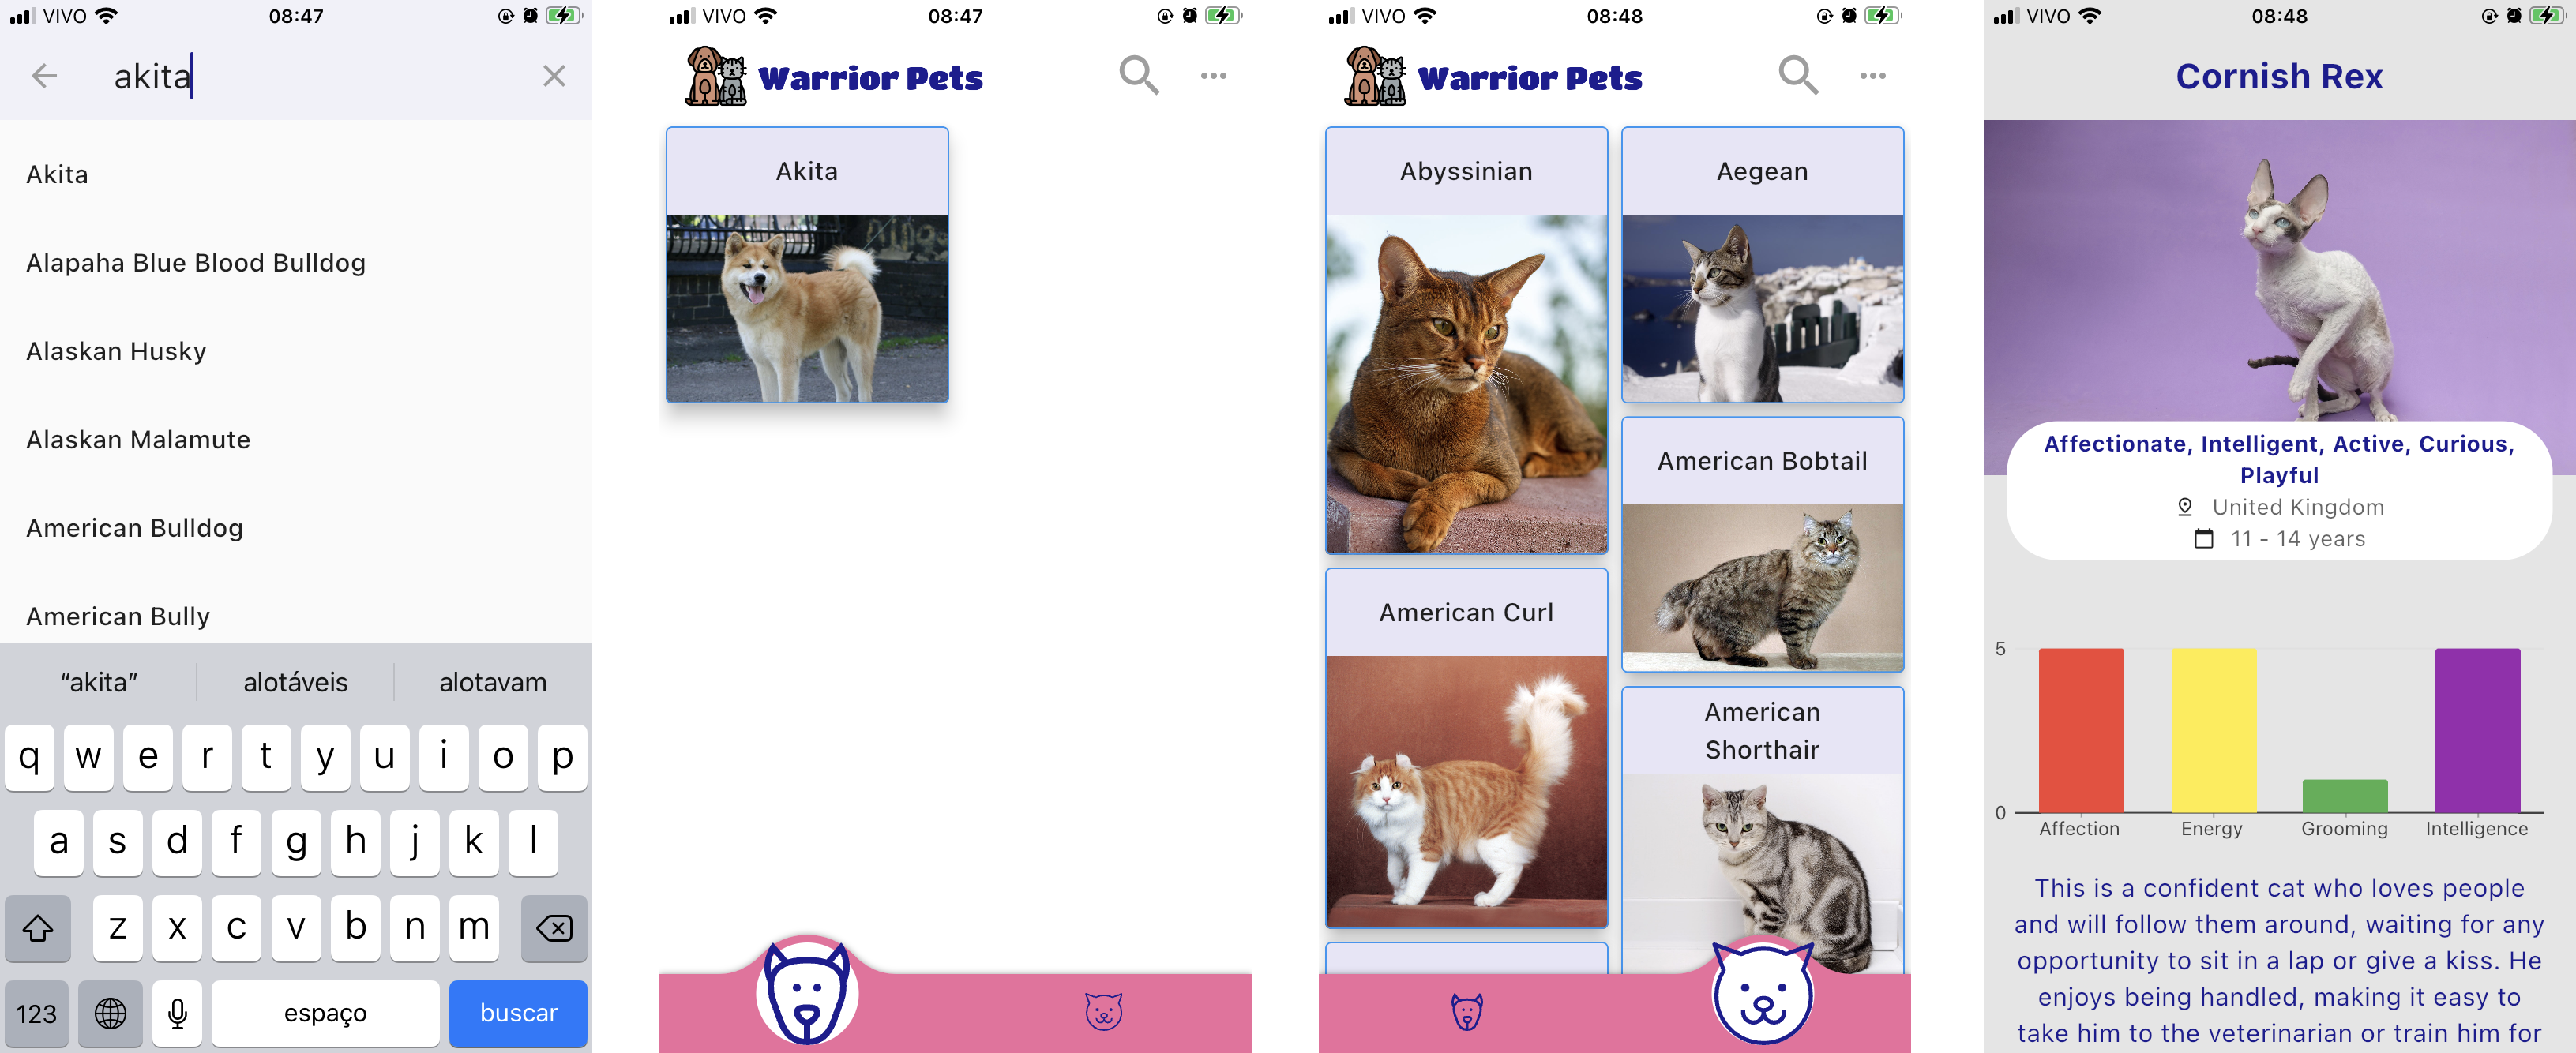 VIVO 08:47
akita
Akita
Alapaha Blue Blood Bulldog
Alaskan Husky
Alaskan Malamute
American Bulldog
American Bully
“akita” alotáveis alotavam
q w e r t y u i o p
a s d f g h j k l
z x c v b n m
123 espaço buscar
VIVO 08:47
Warrior Pets
Akita
VIVO 08:48
Warrior Pets
Abyssinian
Aegean
American Bobtail
American Curl
American
Shorthair
VIVO 08:48
Cornish Rex
Affectionate, Intelligent, Active, Curious,
Playful
United Kingdom
11 - 14 years
5
0
Affection Energy Grooming Intelligence
This is a confident cat who loves people
and will follow them around, waiting for any
opportunity to sit in a lap or give a kiss. He
enjoys being handled, making it easy to
take him to the veterinarian or train him for